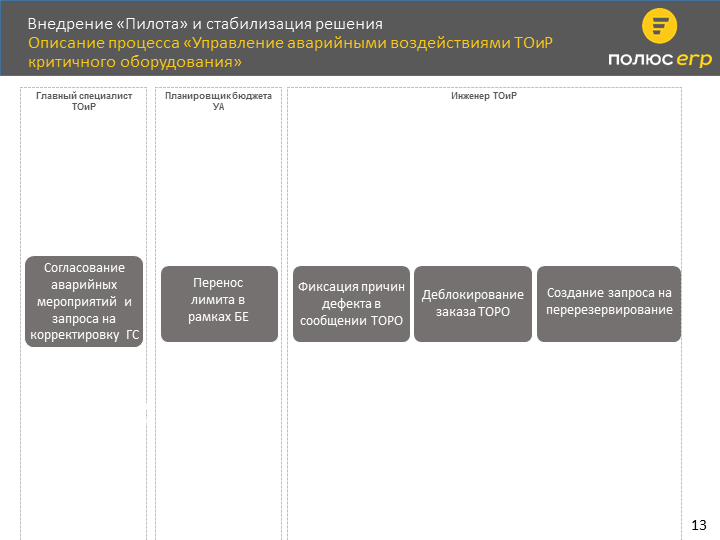 Внедрение «Пилота» и стабилизация решения
Описание процесса «Управление аварийными воздействиями ТОиР
критичного оборудования»
ПОЛЮС erp
Главный специалист
ТОиР
Планировщик бюджета
УА
Инженер ТОиР
Согласование
аварийных
мероприятий и
запроса на
корректировку ГС
Перенос
лимита в
рамках БЕ
Фиксация причин
дефекта в
сообщении ТОРО
Деблокирование
заказа ТОРО
Создание запроса на
перерезервирование
13